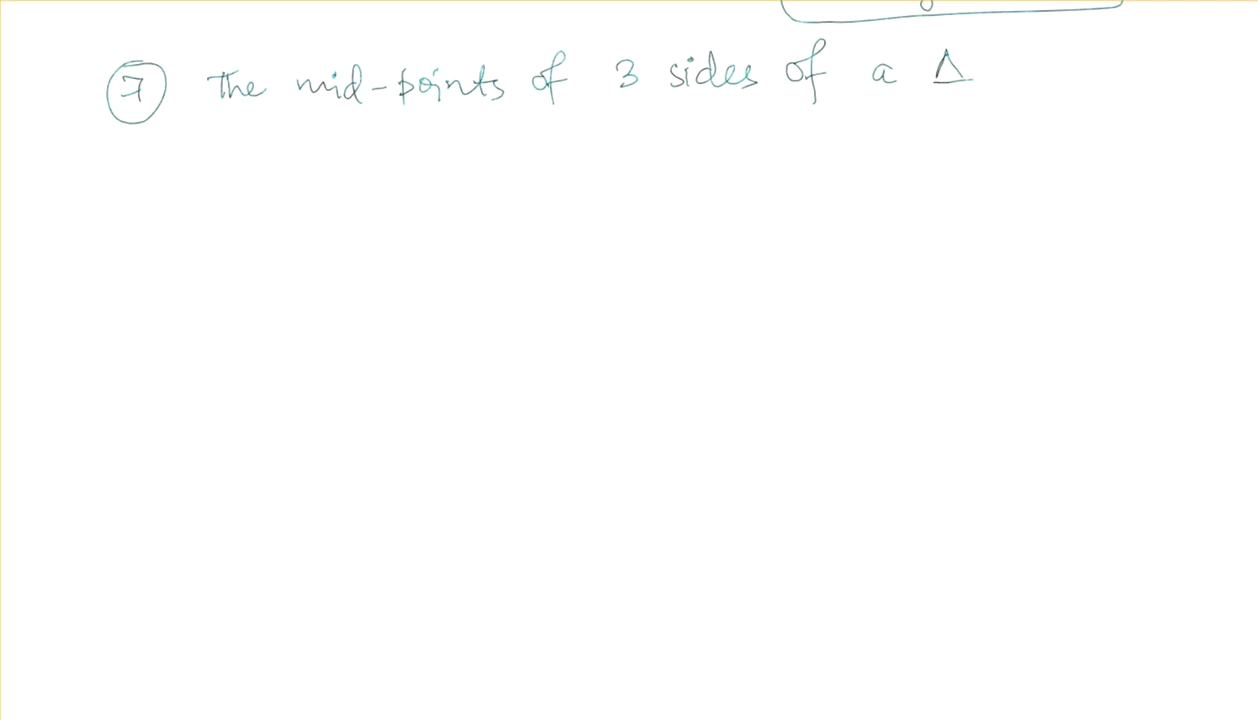 ⑦ The mid-points of 3 sides of a Δ